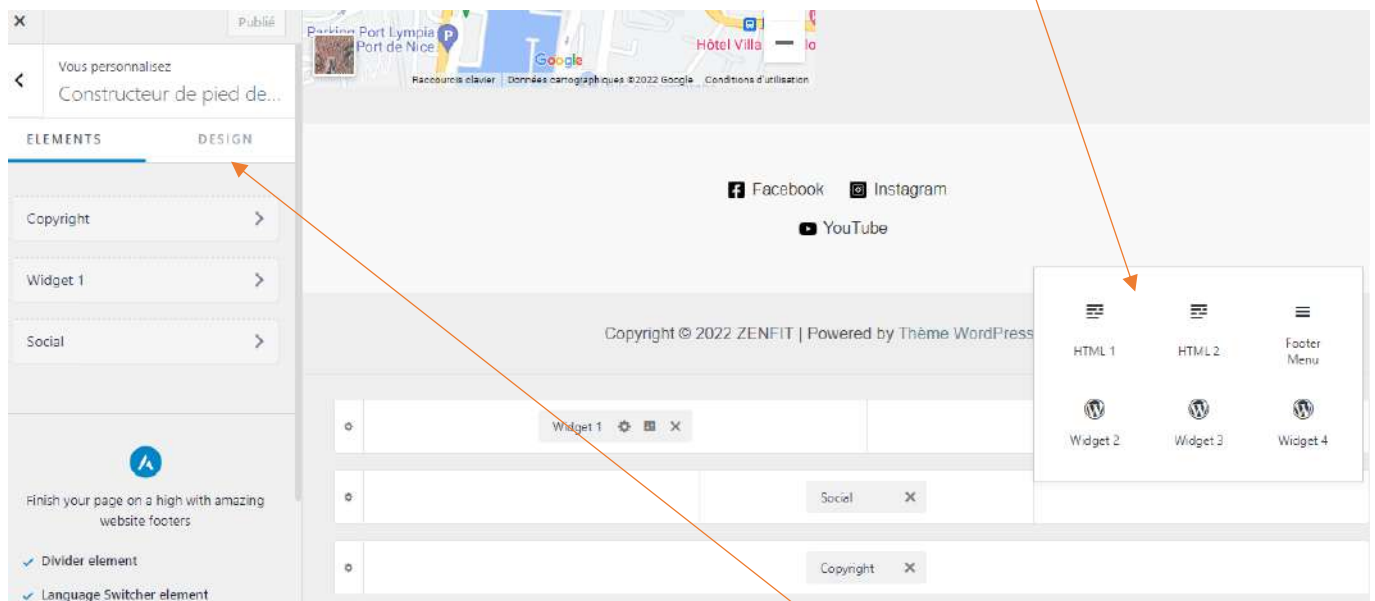 Publié
Vous personnalisez
Constructeur de pied de...
ELEMENTS
DESIGN
Copyright
Widget 1
Social
Finish your page on a high with amazing
website footers
Divider element
Language Switcher element
Parking Port Lympia
Port de Nice
Hôtel Villa
Google
Raccourcis clavier
Données cartographiques ©2022 Google
Conditions d'utilisation
Facebook
Instagram
YouTube
Copyright © 2022 ZENFIT | Powered by Thème WordPress
HTML 1
HTML 2
Footer
Menu
Widget 2
Widget 3
Widget 4
Widget 1
Social
Copyright